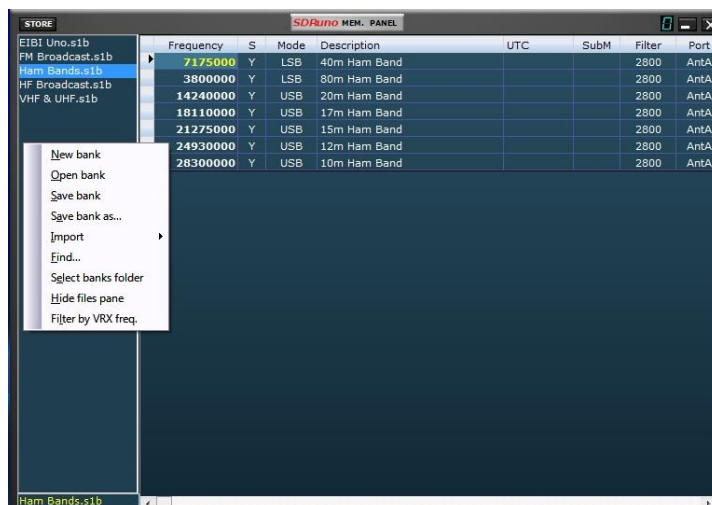 STORE
SDRuno MEM. PANEL
0
EIBI Uno.s1b
FM Broadcast.s1b
Ham Bands.s1b
HF Broadcast.s1b
VHF & UHF.s1b
Frequency S Mode Description UTC SubM Filter Port
7175000 Y LSB 40m Ham Band 2800 AntA
3800000 Y LSB 80m Ham Band 2800 AntA
14240000 Y USB 20m Ham Band 2800 AntA
18110000 Y USB 17m Ham Band 2800 AntA
21275000 Y USB 15m Ham Band 2800 AntA
24930000 Y USB 12m Ham Band 2800 AntA
28300000 Y USB 10m Ham Band 2800 AntA
New bank
Open bank
Save bank
Save bank as...
Import
Find...
Select banks folder
Hide files pane
Filter by VRX freq.
Ham Bands.s1b